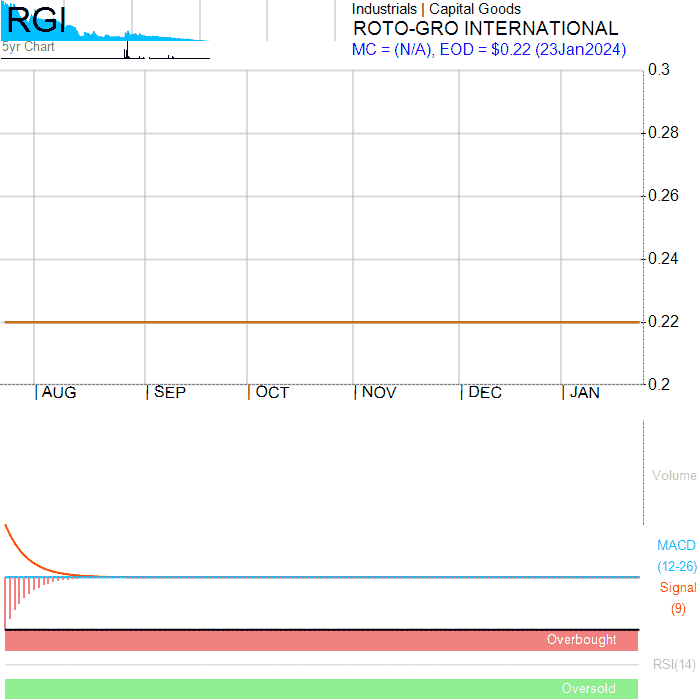 RGI
5yr Chart
Industrials | Capital Goods
ROTO-GRO INTERNATIONAL
MC = (N/A), EOD = $0.22 (23Jan2024)
0.3
0.28
0.26
0.24
0.22
0.2
AUG SEP OCT NOV DEC JAN
Volume
MACD
(12-26)
Signal
(9)
Overbought
RSI(14)
Oversold